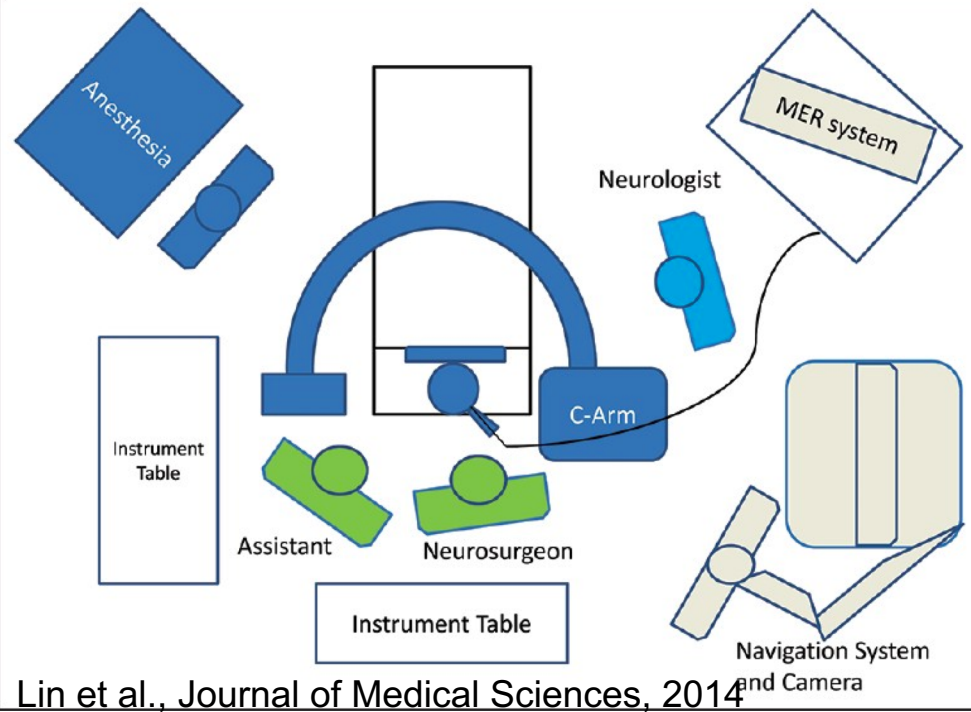 Anesthesia
MER system
Neurologist
C-Arm
Instrument
Table
Assistant
Neurosurgeon
Instrument Table
Navigation System
and Camera
Lin et al., Journal of Medical Sciences, 2014